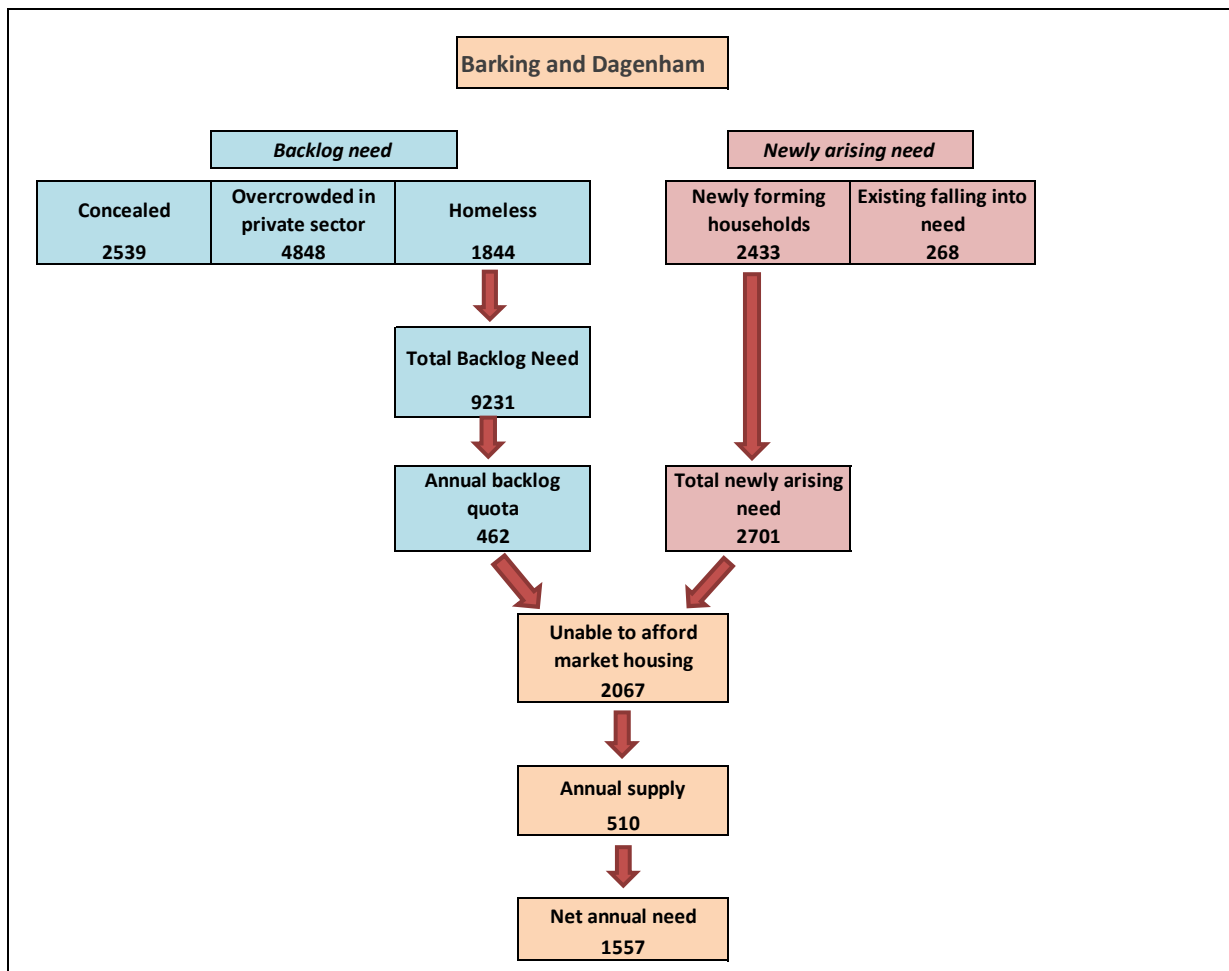 Barking and Dagenham
Backlog need
Newly arising need
Concealed
2539
Overcrowded in
private sector
4848
Homeless
1844
Newly forming
households
2433
Existing falling into
need
268
Total Backlog Need
9231
Annual backlog
quota
462
Total newly arising
need
2701
Unable to afford
market housing
2067
Annual supply
510
Net annual need
1557